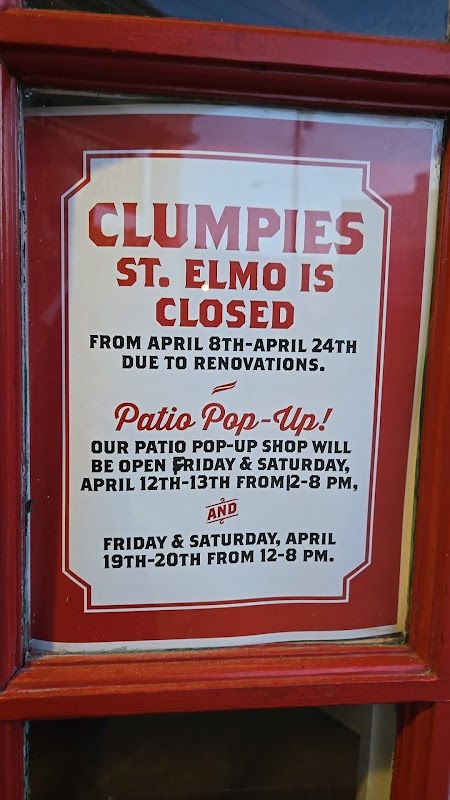 CLUMPIES
ST. ELMO IS
CLOSED
FROM APRIL 8TH-APRIL 24TH
DUE TO RENOVATIONS.
Patio Pop-Up!
OUR PATIO POP-UP SHOP WILL
BE OPEN FRIDAY & SATURDAY,
APRIL 12TH-13TH FROM 12-8 PM,
AND
FRIDAY & SATURDAY, APRIL
19TH-20TH FROM 12-8 PM.